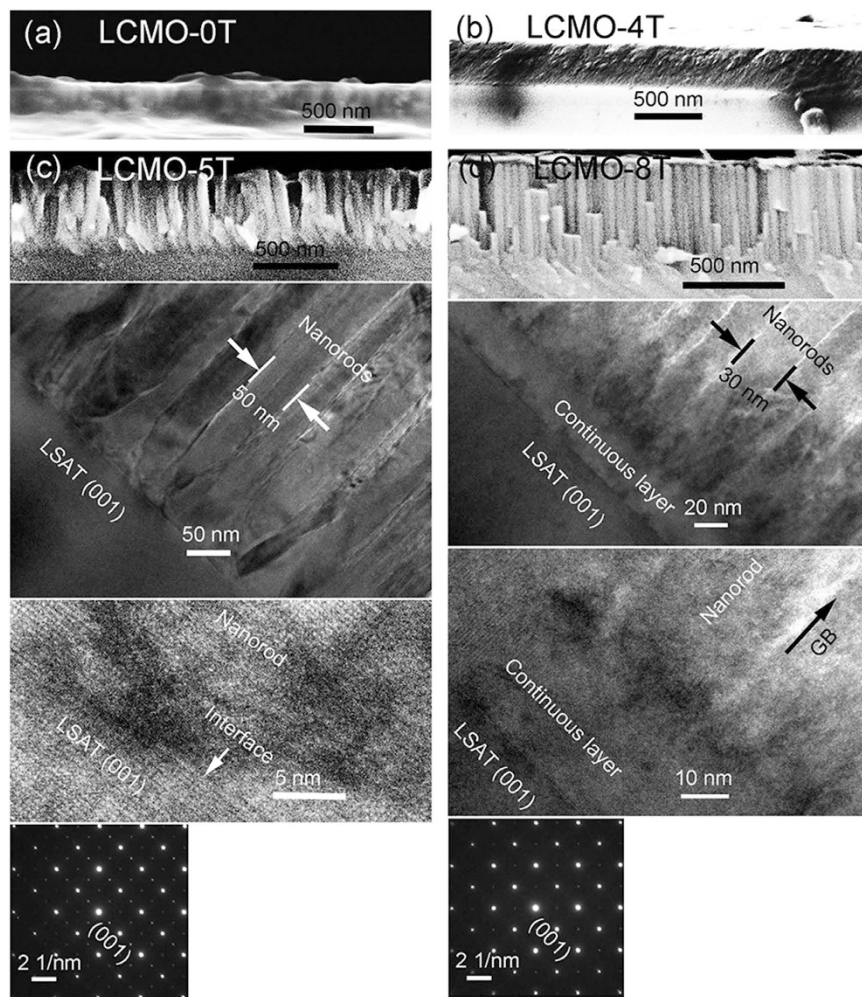 (a) LCMO-0T
500 nm
(b) LCMO-4T
500 nm
(c) LCMO-5T
500 nm
(d) LCMO-8T
500 nm
Nanorods
50 nm
LSAT (001)
50 nm
Nanorods
30 nm
Continuous layer
LSAT (001)
20 nm
Nanorod
Interface
LSAT (001)
5 nm
Nanorod
GB
Continuous layer
LSAT (001)
10 nm
(001)
2 1/nm
(001)
2 1/nm